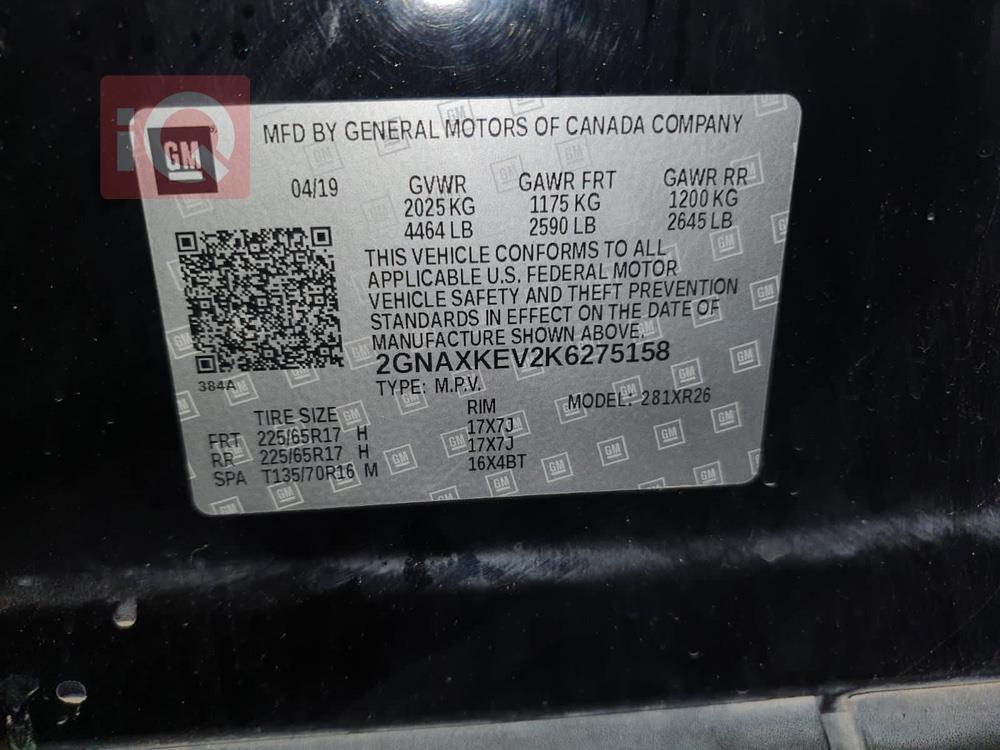 iQ
GM
MFD BY GENERAL MOTORS OF CANADA COMPANY
04/19 GVWR GAWR FRT GAWR RR
2025 KG 1175 KG 1200 KG
4464 LB 2590 LB 2645 LB
THIS VEHICLE CONFORMS TO ALL
APPLICABLE U.S. FEDERAL MOTOR
VEHICLE SAFETY AND THEFT PREVENTION
STANDARDS IN EFFECT ON THE DATE OF
MANUFACTURE SHOWN ABOVE.
2GNAXKEV2K6275158
384A
TYPE: M.P.V. MODEL: 281XR26
TIRE SIZE RIM
FRT 225/65R17 H 17X7J
RR 225/65R17 H 17X7J
SPA T135/70R16 M 16X4BT